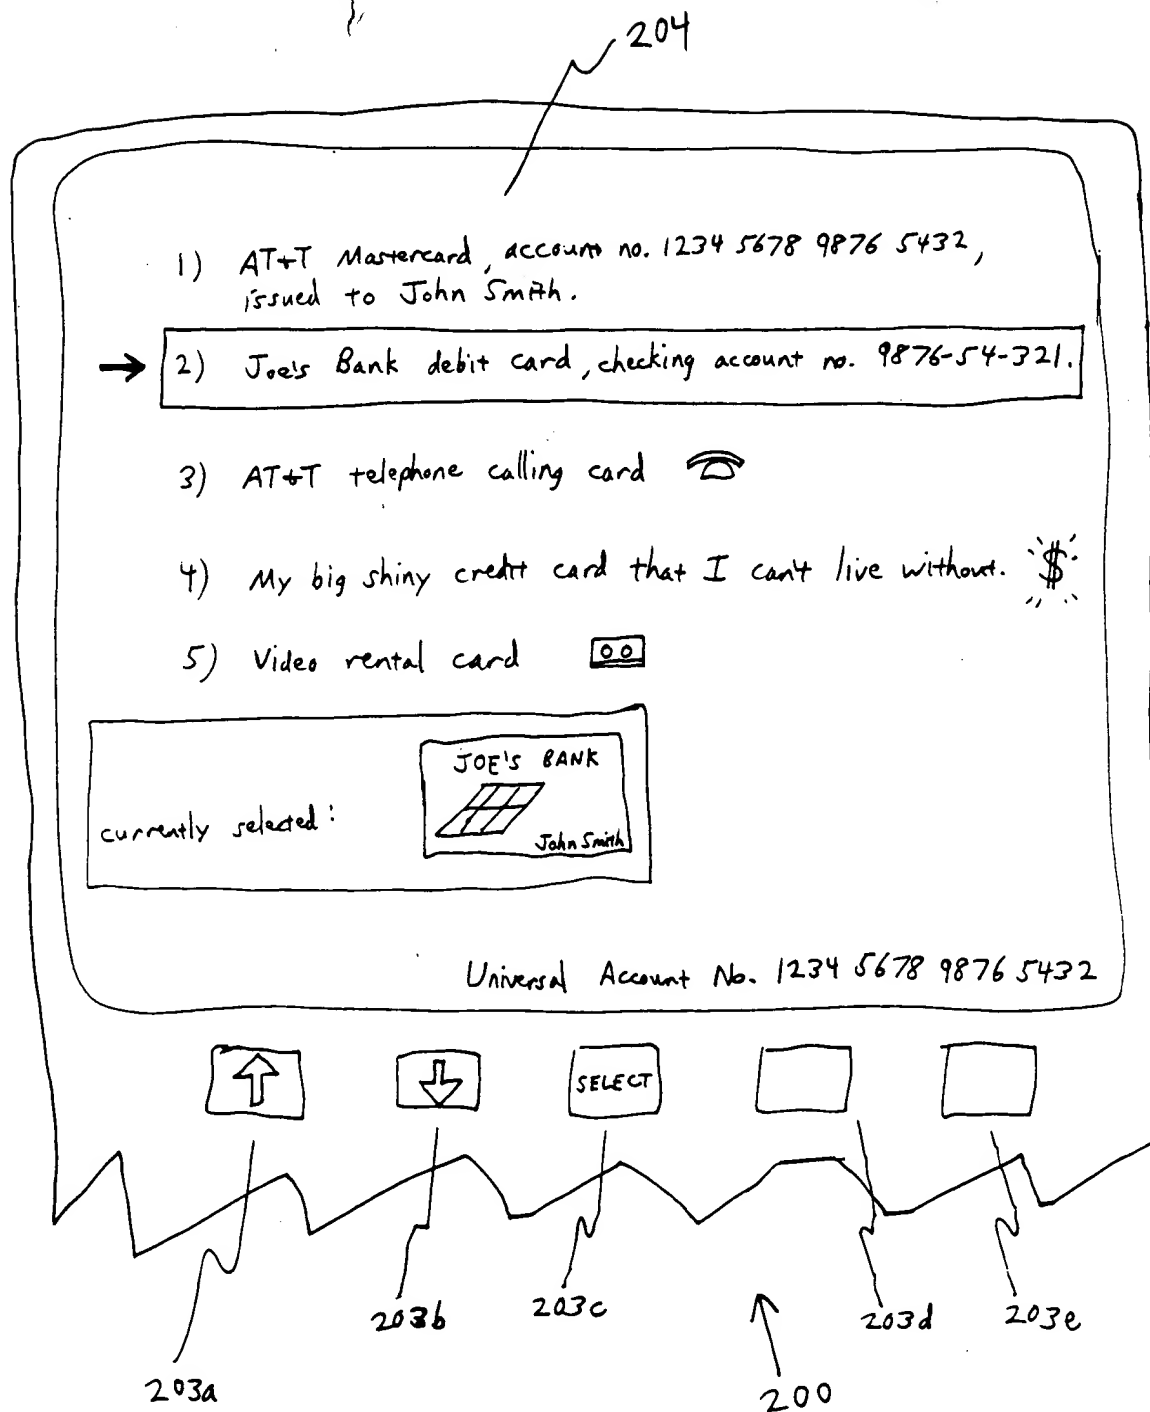 204
1) AT+T Mastercard, account no. 1234 5678 9876 5432,
issued to John Smith.
2) Joe's Bank debit card, checking account no. 9876-54-321.
3) AT+T telephone calling card
4) My big shiny credit card that I can't live without. $
5) Video rental card
JOE'S BANK
currently selected:
John Smith
Universal Account No. 1234 5678 9876 5432
SELECT
203a
203b
203c
203d
203e
200